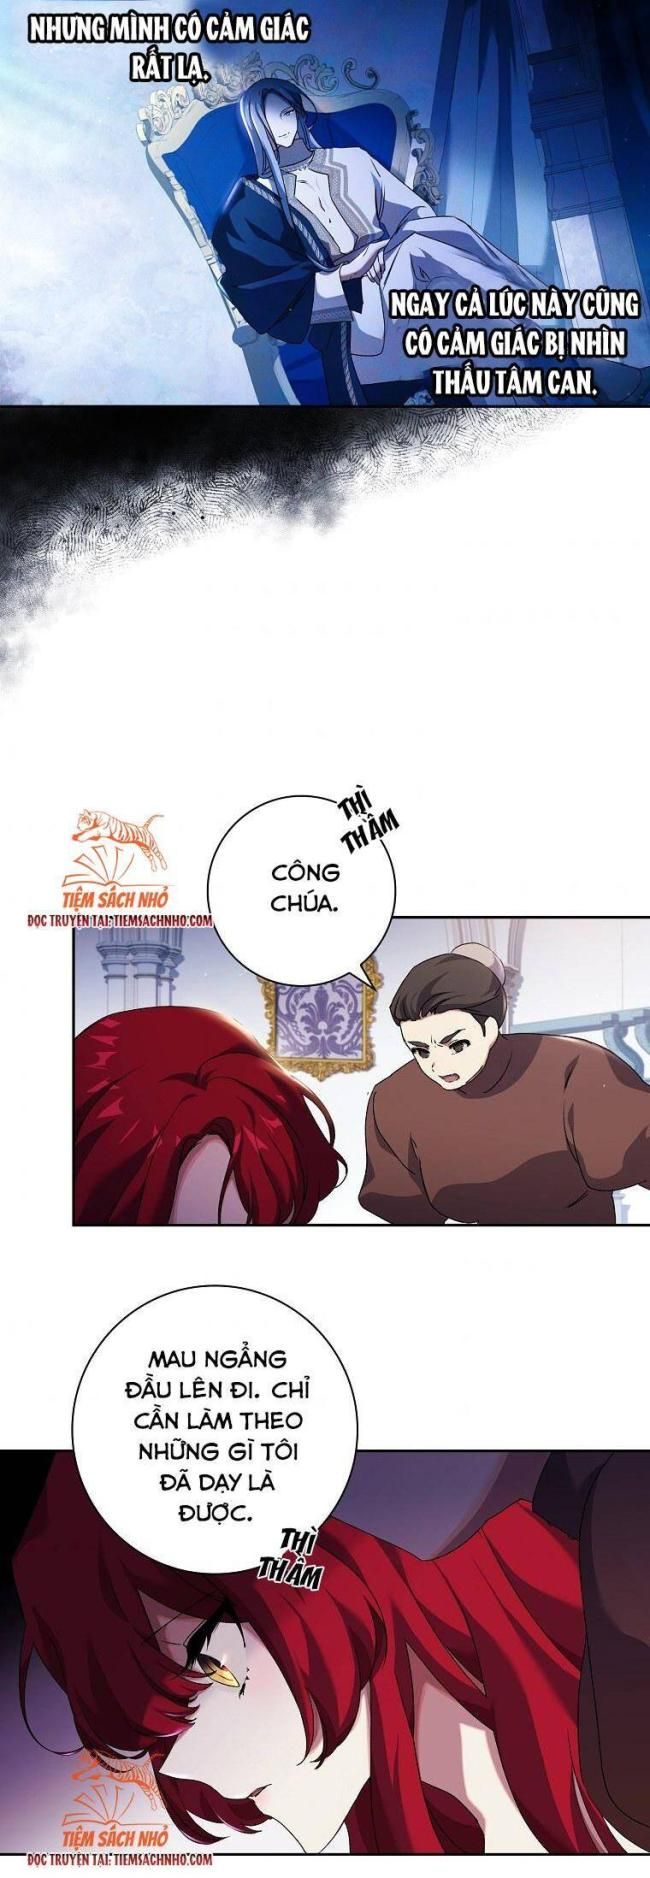 NHƯNG MÌNH CÓ CẢM GIÁC
RẤT LẠ.
NGAY CẢ LÚC NÀY CŨNG
CÓ CẢM GIÁC BỊ NHÌN
THẤU TÂM CAN.
THÌ
THẦM
CÔNG
CHÚA.
TIỆM SÁCH NHỎ
ĐỌC TRUYỆN TẠI:TIEMSACHNHO.COM
MAU NGẨNG
ĐẦU LÊN ĐI. CHỈ
CẦN LÀM THEO
NHỮNG GÌ TÔI
ĐÃ DẠY LÀ
ĐƯỢC.
THÌ
THẦM
TIỆM SÁCH NHỎ
ĐỌC TRUYỆN TẠI: TIEMSACHNHO.COM